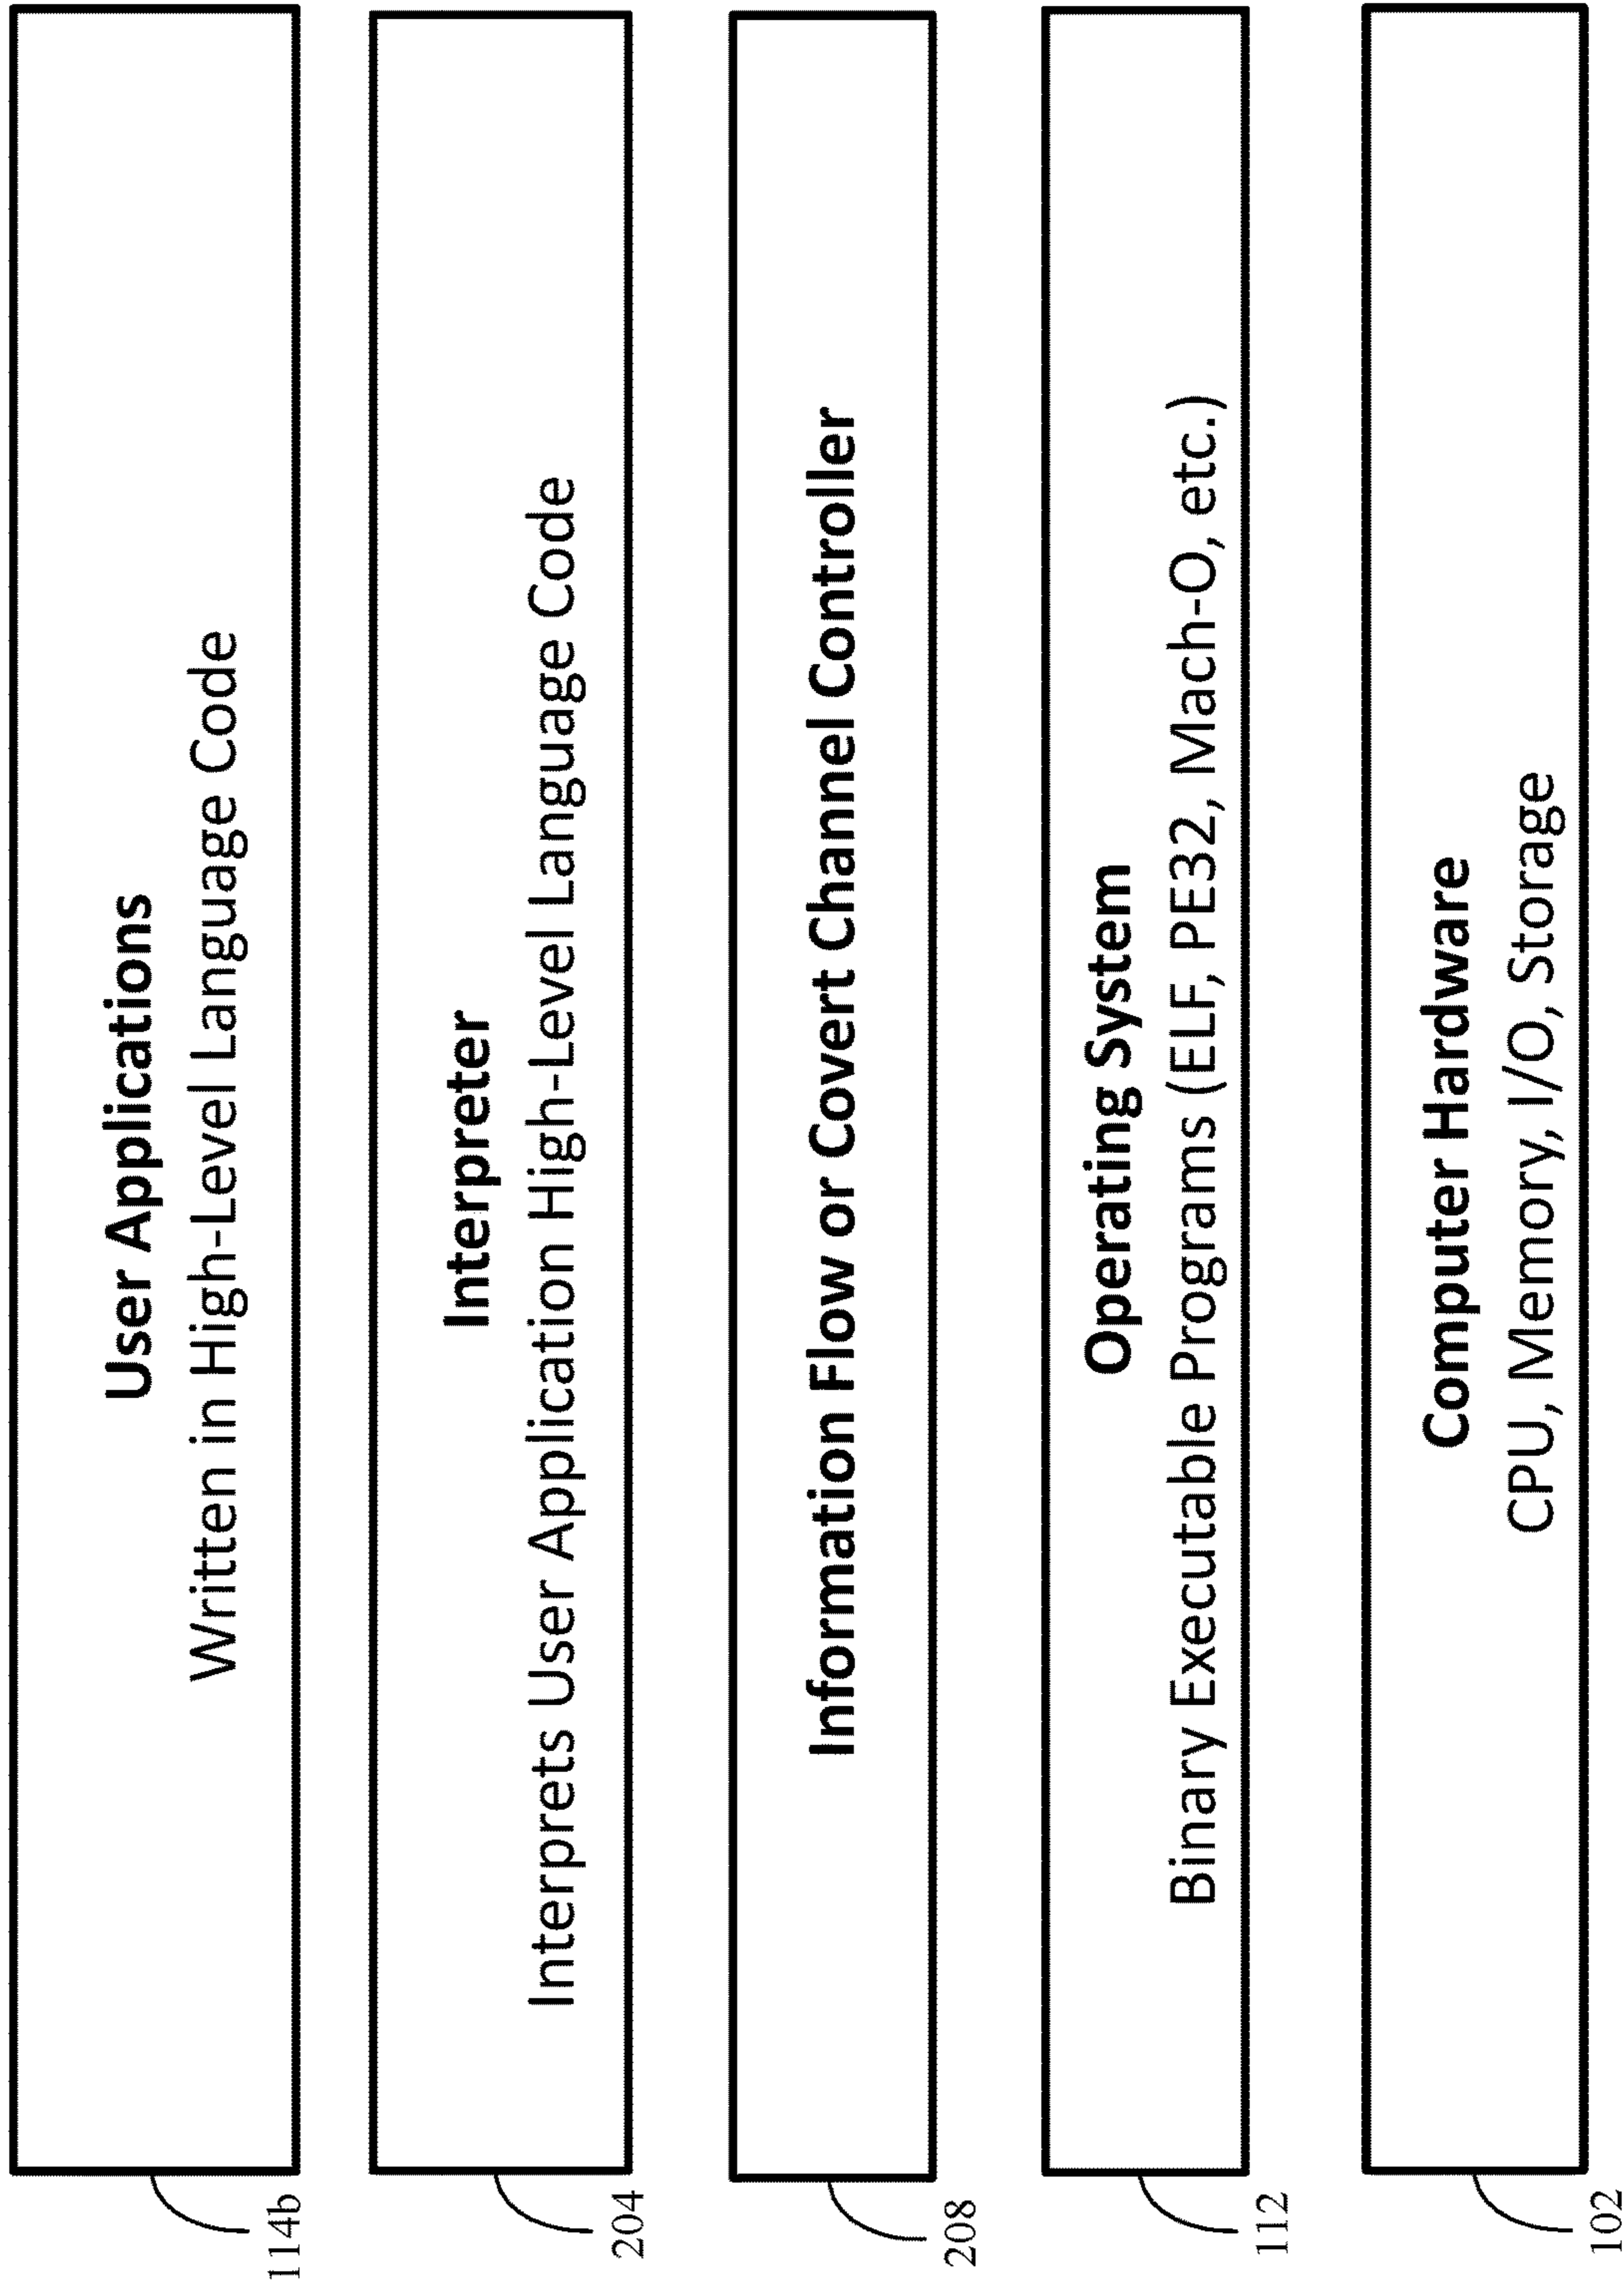 User Applications
Written in High-Level Language Code
114b
Interpreter
Interprets User Application High-Level Language Code
204
Information Flow or Covert Channel Controller
208
Operating System
Binary Executable Programs (ELF, PE32, Mach-O, etc.)
112
Computer Hardware
CPU, Memory, I/O, Storage
102